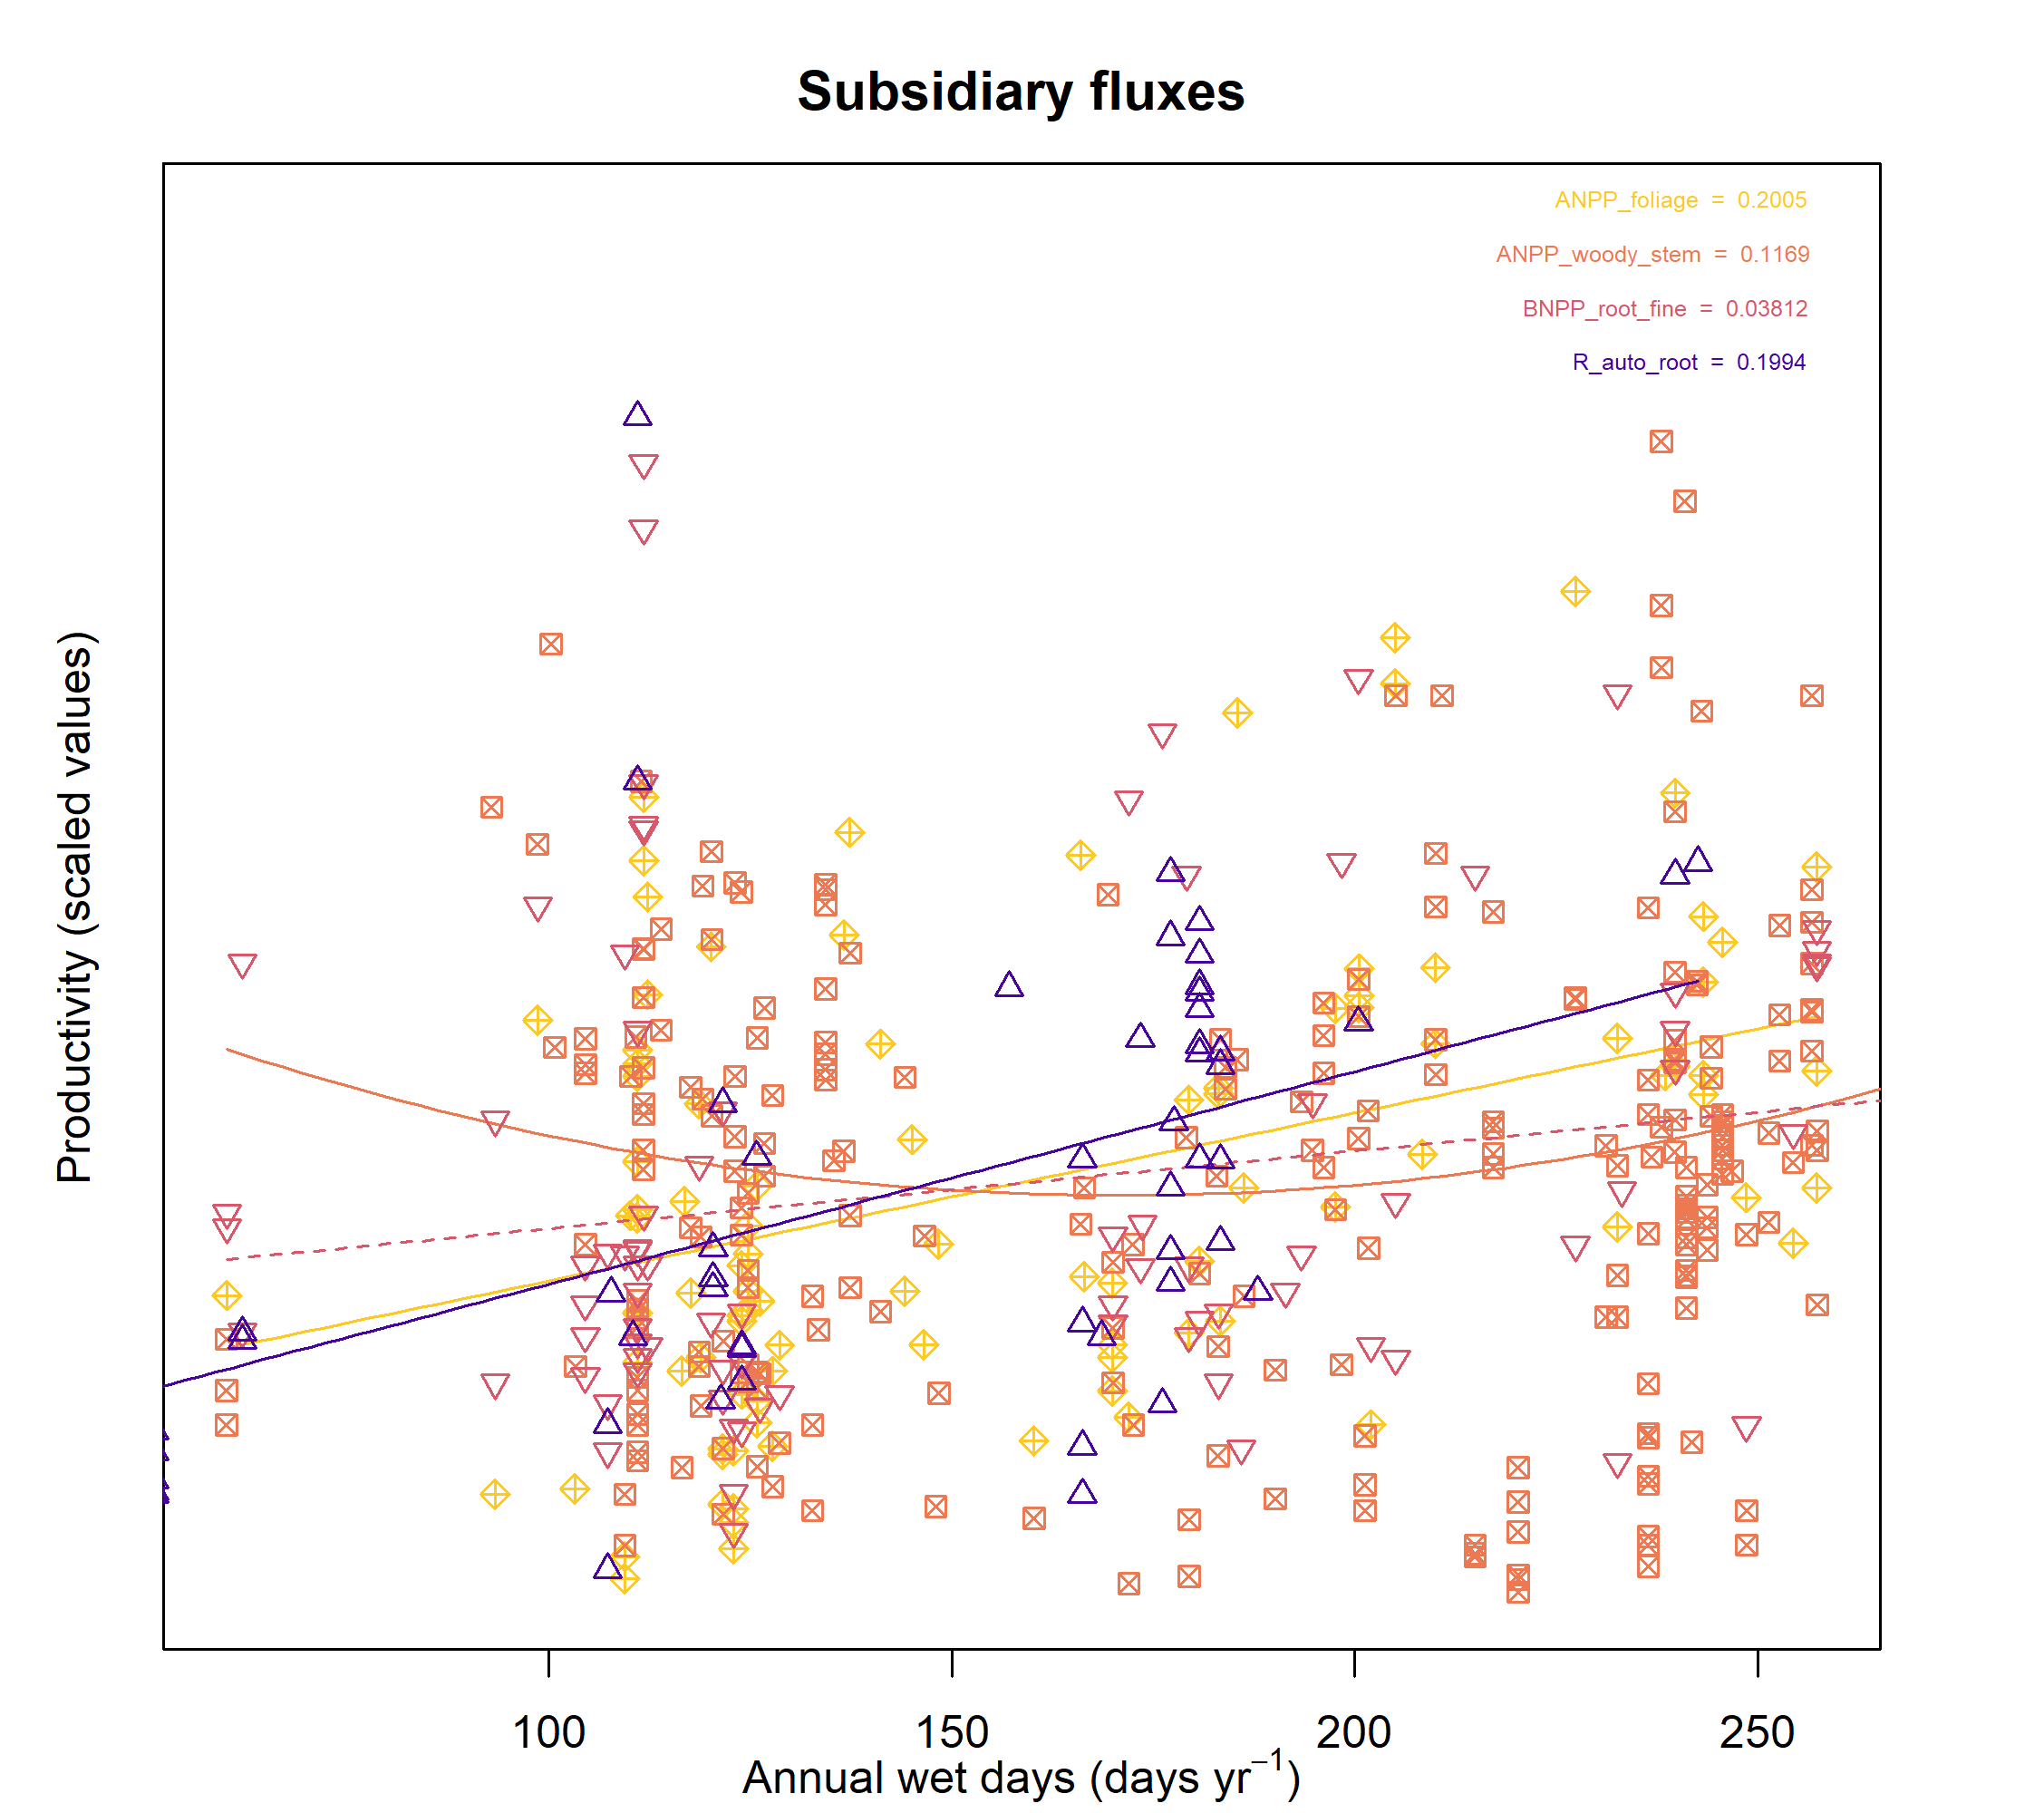 Subsidiary fluxes
ANPP_foliage = 0.2005
ANPP_woody_stem = 0.1169
BNPP_root_fine = 0.03812
R_auto_root = 0.1994
Productivity (scaled values)
100 150 200 250
Annual wet days (days yr⁻¹)